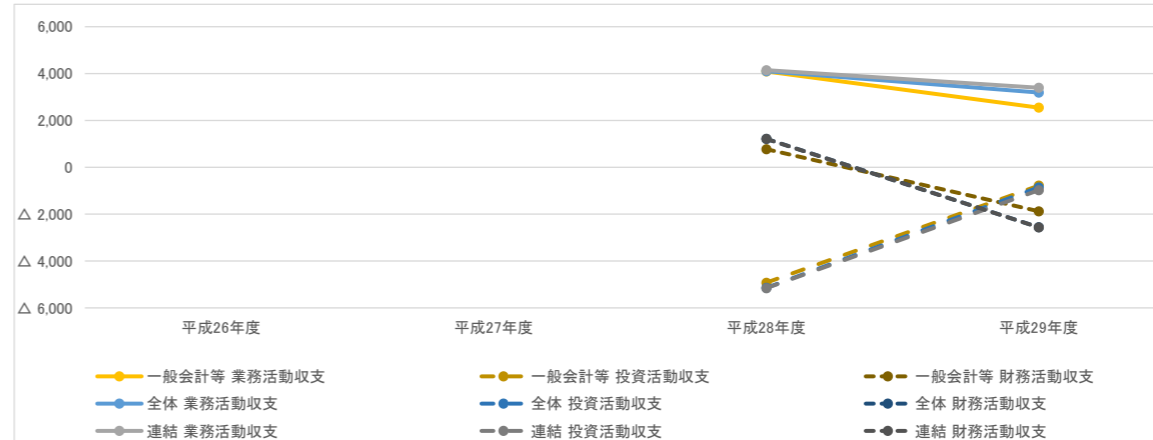 6,000
4,000
2,000
0
△ 2,000
△ 4,000
△ 6,000
平成26年度 平成27年度 平成28年度 平成29年度
一般会計等 業務活動収支 一般会計等 投資活動収支 一般会計等 財務活動収支
全体 業務活動収支 全体 投資活動収支 全体 財務活動収支
連結 業務活動収支 連結 投資活動収支 連結 財務活動収支